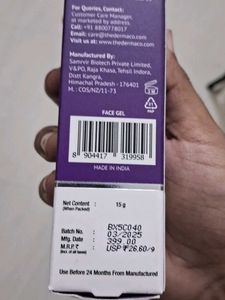 For Queries, Contact:
Customer Care Manager,
at marketed by address
Call: +91 8800778017
Email: care@thedermaco.com
Visit us at: www.thedermaco.com
Manufactured By:
Samrvir Biotech Private Limited,
V&PO, Raja Khasa, Tehsil Indora,
Distt Kangra,
Himachal Pradesh - 176401
M.: COS/NZ/11-73
FACE GEL
8 904417 319958
MADE IN INDIA
Net Content : 15 g
(When Packed)
Batch No. : BX5C040
Mfg. Date : 03/2025
M.R.P. ₹ : 399.00
(Incl. of all taxes) USP ₹26.60/g
Use Before 24 Months From Manufactured